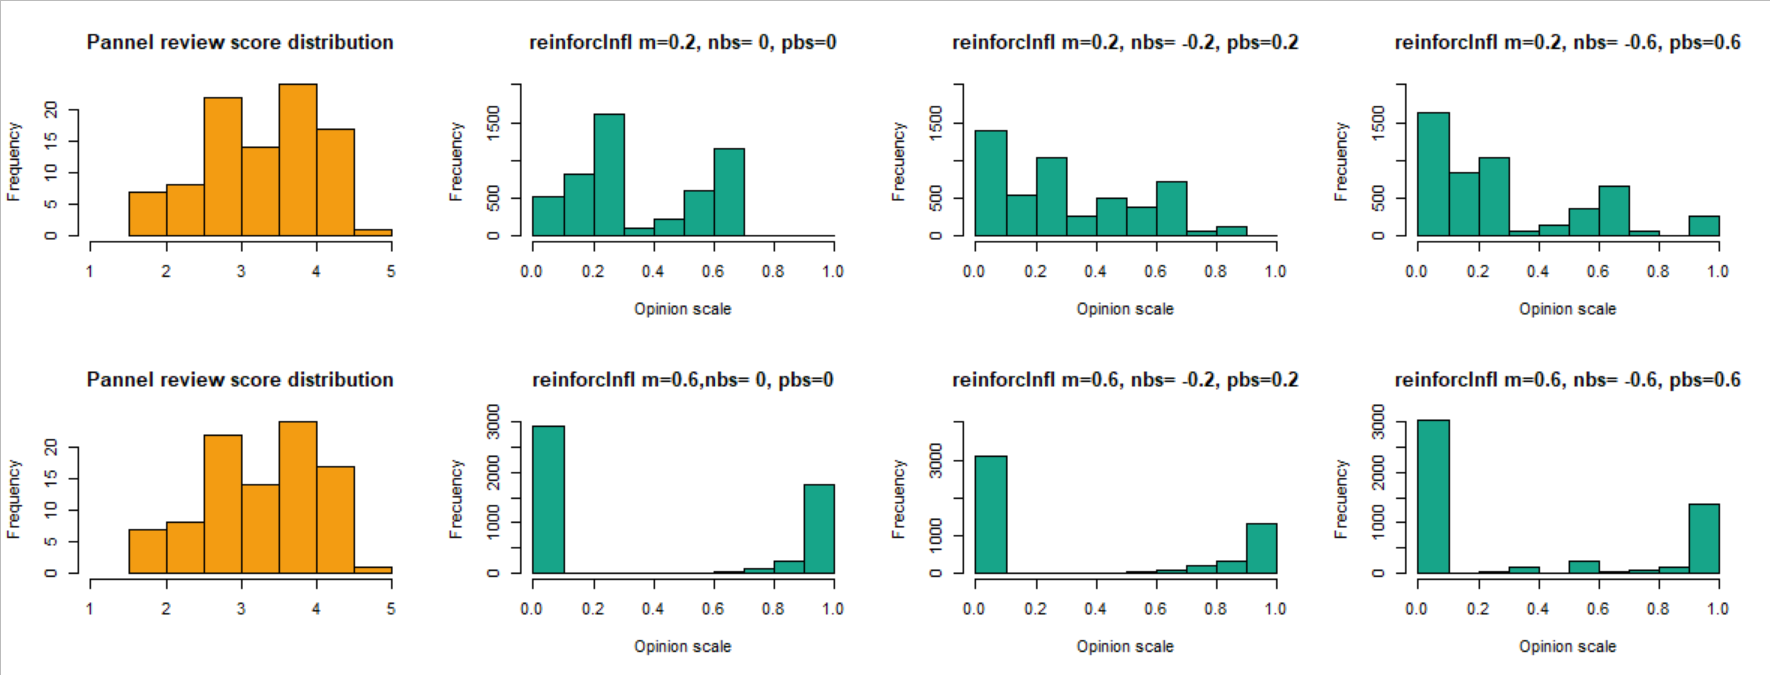 Pannel review score distribution
reinforcInfl m=0.2, nbs= 0, pbs=0
reinforcInfl m=0.2, nbs= -0.2, pbs=0.2
reinforcInfl m=0.2, nbs= -0.6, pbs=0.6
Frequency
0 5 10 15 20
1 2 3 4 5
Frecuency
0 500 1500
0.0 0.2 0.4 0.6 0.8 1.0
Opinion scale
Frecuency
0 500 1500
0.0 0.2 0.4 0.6 0.8 1.0
Opinion scale
Frecuency
0 500 1500
0.0 0.2 0.4 0.6 0.8 1.0
Opinion scale
Pannel review score distribution
reinforcInfl m=0.6,nbs= 0, pbs=0
reinforcInfl m=0.6, nbs= -0.2, pbs=0.2
reinforcInfl m=0.6, nbs= -0.6, pbs=0.6
Frequency
0 5 10 15 20
1 2 3 4 5
Frecuency
0 1000 2000 3000
0.0 0.2 0.4 0.6 0.8 1.0
Opinion scale
Frecuency
0 1000 3000
0.0 0.2 0.4 0.6 0.8 1.0
Opinion scale
Frecuency
0 1000 2000 3000
0.0 0.2 0.4 0.6 0.8 1.0
Opinion scale